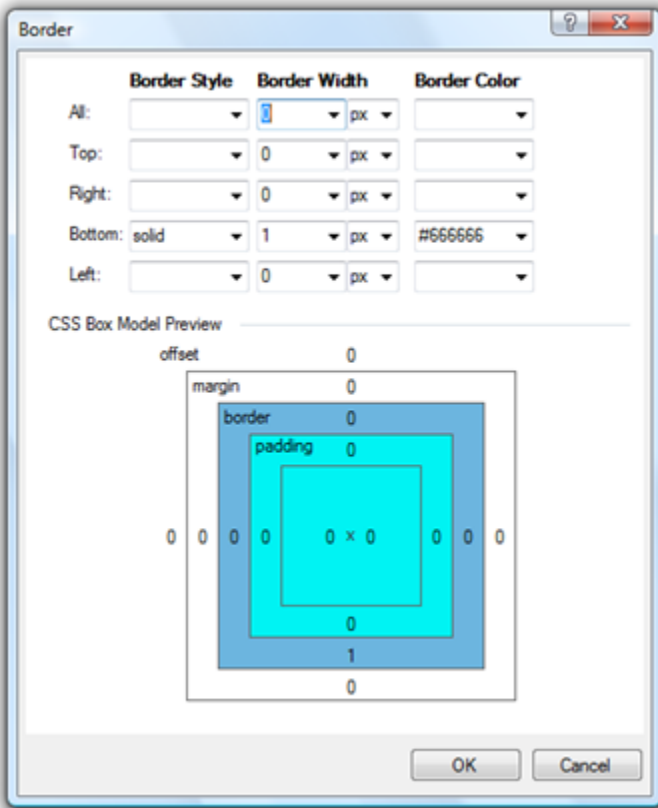 Border
Border Style Border Width Border Color
All: 0 px
Top: 0 px
Right: 0 px
Bottom: solid 1 px #666666
Left: 0 px
CSS Box Model Preview
offset 0
margin 0
border 0
padding 0
0 0 0 0 0 x 0 0 0 0
0
1
0
OK Cancel